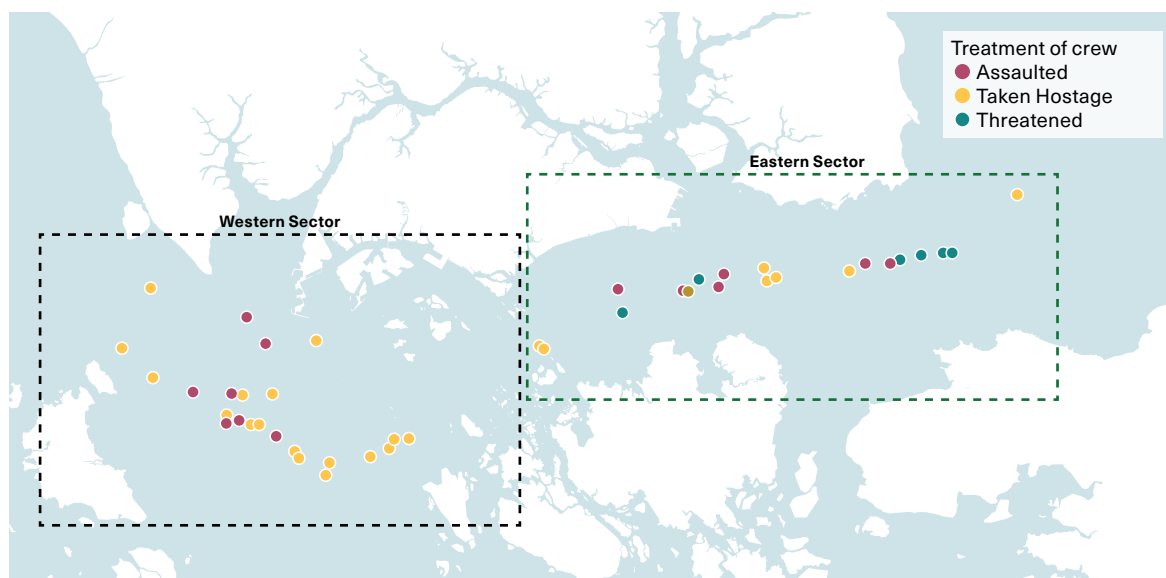 Treatment of crew
Assaulted
Taken Hostage
Threatened
Eastern Sector
Western Sector